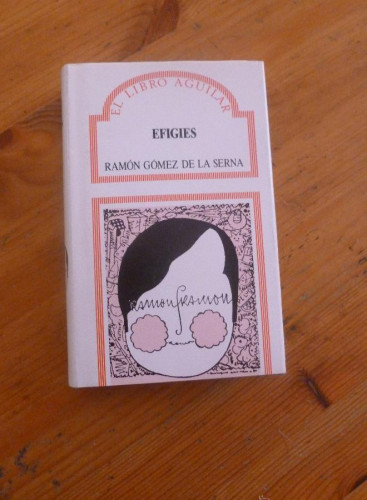 EL LIBRO AGUILAR
EFIGIES
RAMÓN GÓMEZ DE LA SERNA